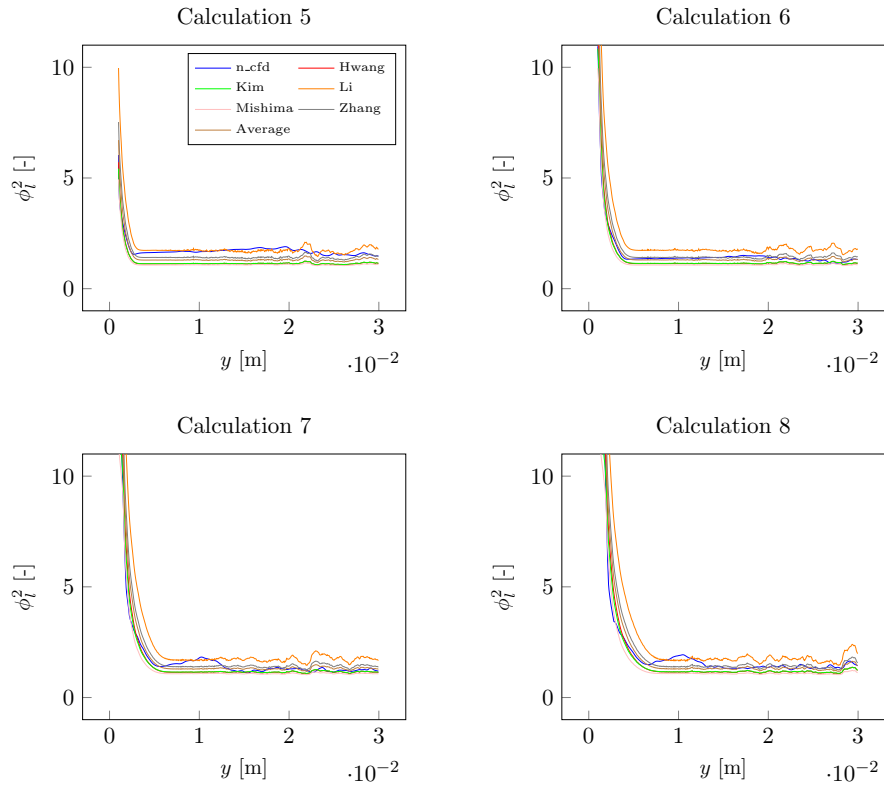 Calculation 5
10
5
0
ϕ_l^2 [-]
n_cfd Hwang
Kim Li
Mishima Zhang
Average
0 1 2 3
·10^-2
y [m]
Calculation 6
10
5
0
ϕ_l^2 [-]
0 1 2 3
·10^-2
y [m]
Calculation 7
10
5
0
ϕ_l^2 [-]
0 1 2 3
·10^-2
y [m]
Calculation 8
10
5
0
ϕ_l^2 [-]
0 1 2 3
·10^-2
y [m]